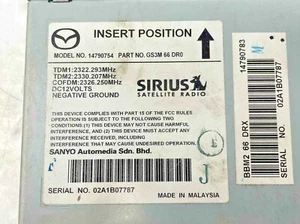 INSERT POSITION
MODEL NO. 14790754 PART NO. GS3M 66 DR0
TDM1:2322.293MHz
TDM2:2330.207MHz
COFDM:2326.250MHz
DC12VOLTS
NEGATIVE GROUND
SIRIUS
SATELLITE RADIO
THIS DEVICE COMPLIES WITH PART 15 OF THE FCC RULES
OPERATION IS SUBJECT TO THE FOLLOWING TWO
CONDITIONS: (1) THIS DEVICE MAY NOT CAUSE HARMFUL
INTERFERENCE, AND (2) THIS DEVICE MUST ACCEPT
ANY INTERFERENCE RECEIVED, INCLUDING
INTERFERENCE THAT MAY CAUSE UNDESIRED OPERATION.
SANYO Automedia Sdn. Bhd.
E
J
SERIAL NO. 02A1B07787
MADE IN MALAYSIA
14790783
M
BBM2 66 DRX
SERIAL NO.
02A1B07787